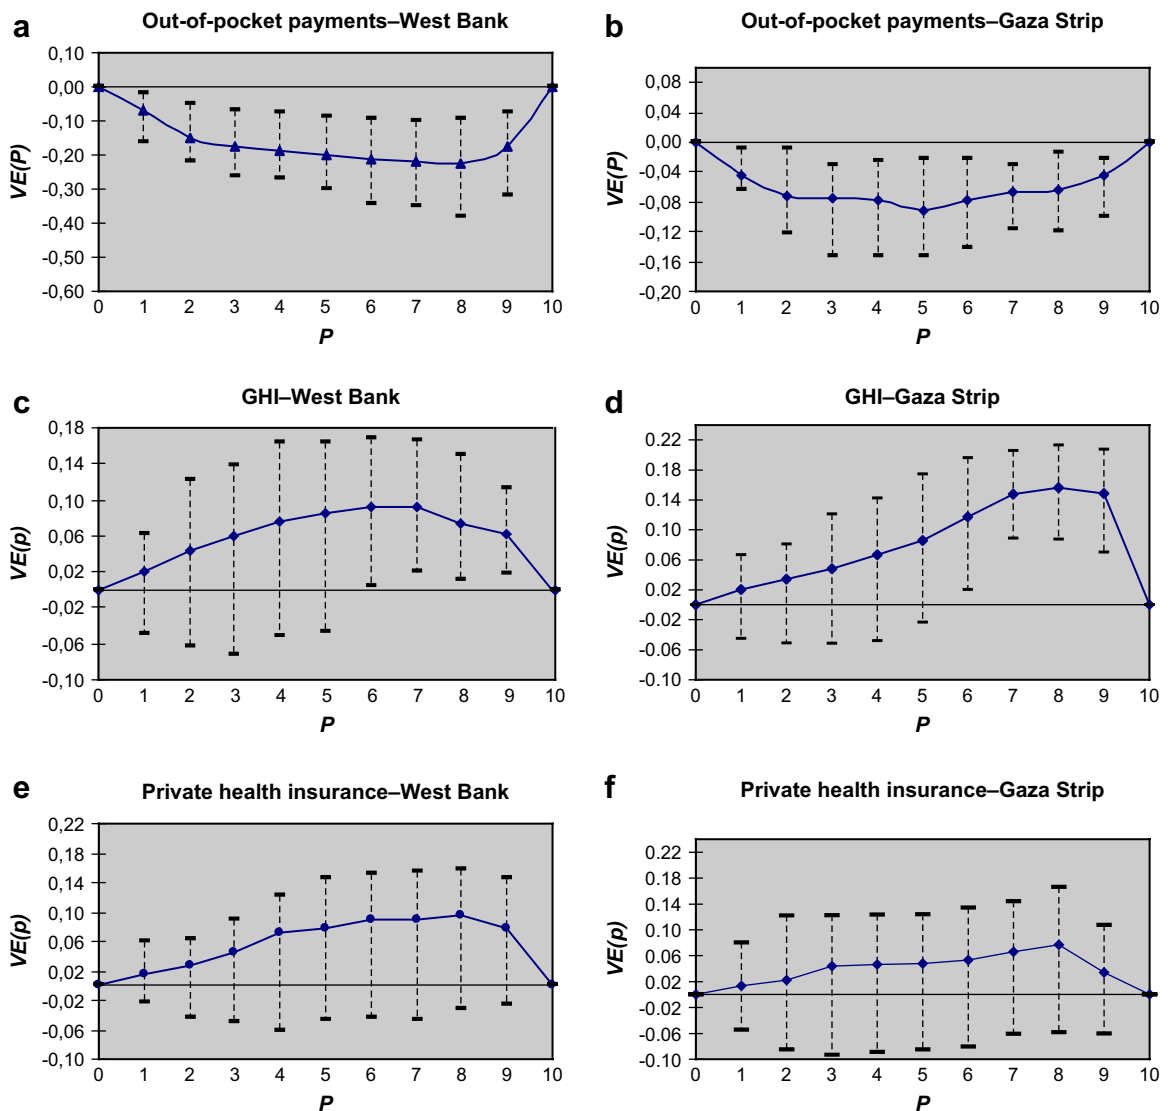 a
Out-of-pocket payments–West Bank
0,10
0,00
-0,10
-0,20
-0,30
-0,40
-0,50
-0,60
VE(P)
0 1 2 3 4 5 6 7 8 9 10
P
b
Out-of-pocket payments–Gaza Strip
0,08
0,04
0,00
-0,04
-0,08
-0,12
-0,16
-0,20
VE(P)
0 1 2 3 4 5 6 7 8 9 10
P
c
GHI–West Bank
0,18
0,14
0,10
0,06
0,02
-0,02
-0,06
-0,10
VE(p)
0 1 2 3 4 5 6 7 8 9 10
P
d
GHI–Gaza Strip
0.22
0.18
0.14
0.10
0.06
0.02
-0.02
-0.06
-0.10
VE(p)
0 1 2 3 4 5 6 7 8 9 10
P
e
Private health insurance–West Bank
0,22
0,18
0,14
0,10
0,06
0,02
-0,02
-0,06
-0,10
VE(p)
0 1 2 3 4 5 6 7 8 9 10
P
f
Private health insurance–Gaza Strip
0.22
0.18
0.14
0.10
0.06
0.02
-0.02
-0.06
-0.10
VE(p)
0 1 2 3 4 5 6 7 8 9 10
P